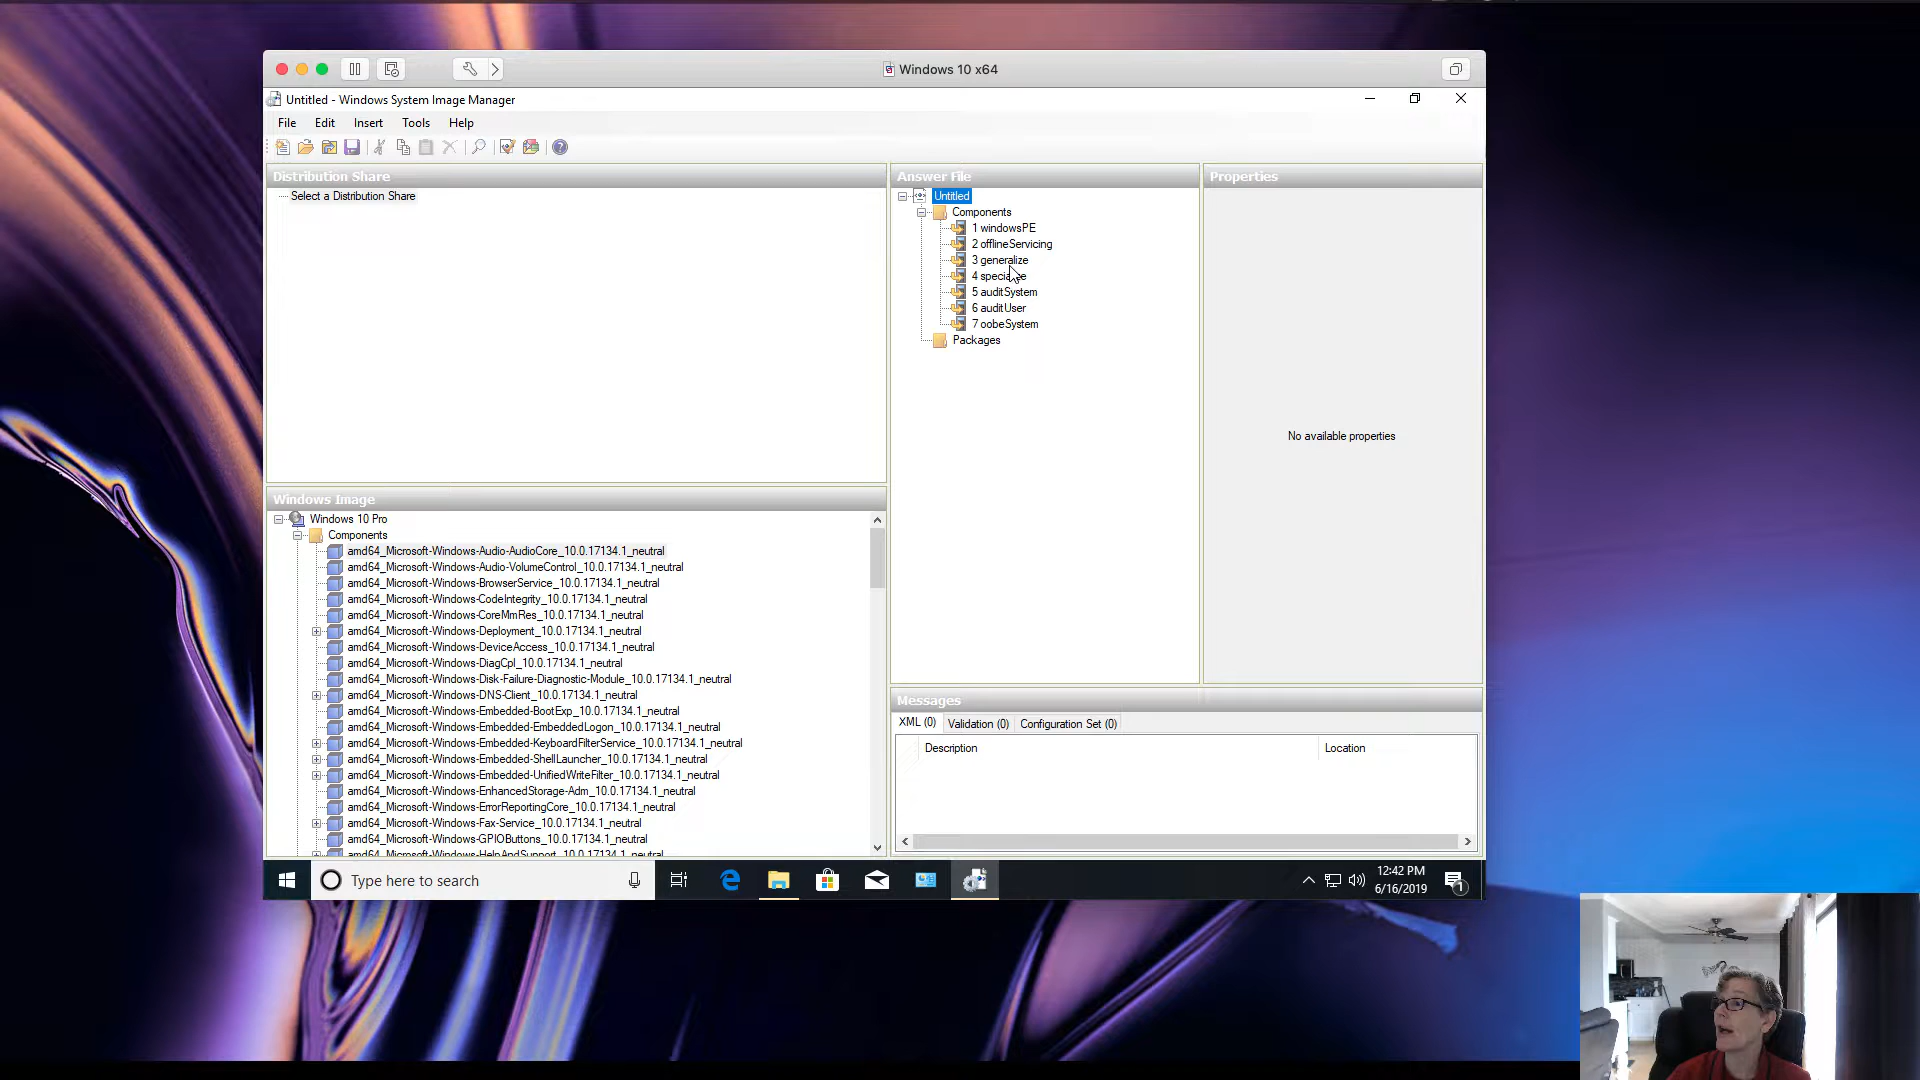 Windows 10 x64
Untitled - Windows System Image Manager
File Edit Insert Tools Help
Distribution Share
Select a Distribution Share
Answer File
Untitled
Components
1 windowsPE
2 offlineServicing
3 generalize
4 specialize
5 auditSystem
6 auditUser
7 oobeSystem
Packages
Properties
No available properties
Windows Image
Windows 10 Pro
Components
amd64_Microsoft-Windows-Audio-AudioCore_10.0.17134.1_neutral
amd64_Microsoft-Windows-Audio-VolumeControl_10.0.17134.1_neutral
amd64_Microsoft-Windows-BrowserService_10.0.17134.1_neutral
amd64_Microsoft-Windows-CodeIntegrity_10.0.17134.1_neutral
amd64_Microsoft-Windows-CoreMmRes_10.0.17134.1_neutral
amd64_Microsoft-Windows-Deployment_10.0.17134.1_neutral
amd64_Microsoft-Windows-DeviceAccess_10.0.17134.1_neutral
amd64_Microsoft-Windows-DiagCpl_10.0.17134.1_neutral
amd64_Microsoft-Windows-Disk-Failure-Diagnostic-Module_10.0.17134.1_neutral
amd64_Microsoft-Windows-DNS-Client_10.0.17134.1_neutral
amd64_Microsoft-Windows-Embedded-BootExp_10.0.17134.1_neutral
amd64_Microsoft-Windows-Embedded-EmbeddedLogon_10.0.17134.1_neutral
amd64_Microsoft-Windows-Embedded-KeyboardFilterService_10.0.17134.1_neutral
amd64_Microsoft-Windows-Embedded-ShellLauncher_10.0.17134.1_neutral
amd64_Microsoft-Windows-Embedded-UnifiedWriteFilter_10.0.17134.1_neutral
amd64_Microsoft-Windows-EnhancedStorage-Adm_10.0.17134.1_neutral
amd64_Microsoft-Windows-ErrorReportingCore_10.0.17134.1_neutral
amd64_Microsoft-Windows-Fax-Service_10.0.17134.1_neutral
amd64_Microsoft-Windows-GPIOButtons_10.0.17134.1_neutral
amd64_Microsoft-Windows-HelpAndSupport_10.0.17134.1_neutral
Messages
XML (0) Validation (0) Configuration Set (0)
Description Location
Type here to search
12:42 PM
6/16/2019
1